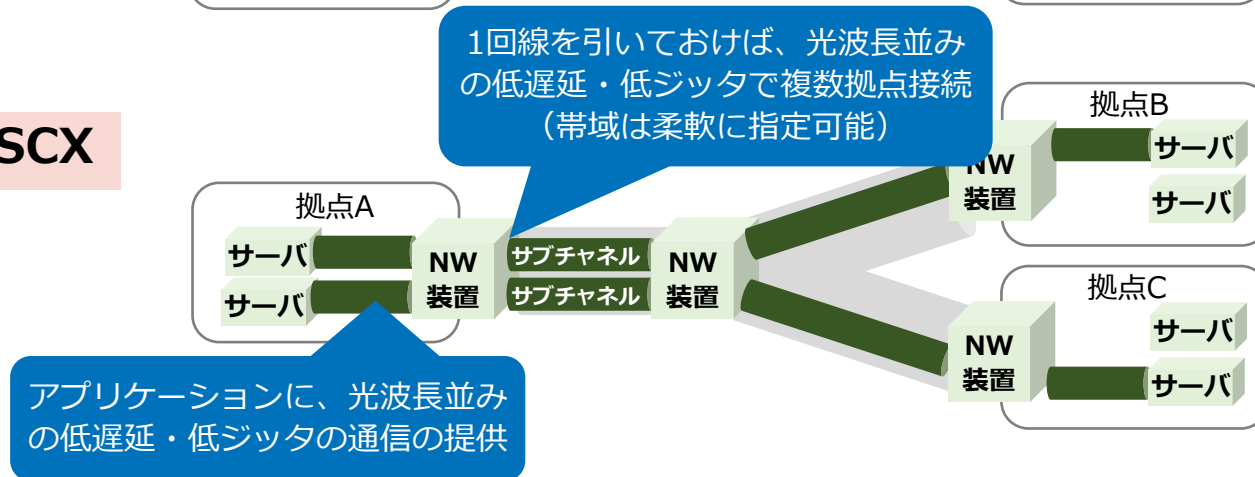 1回線を引いておけば、光波長並み
の低遅延・低ジッタで複数拠点接続
（帯域は柔軟に指定可能）
SCX
拠点A
サーバ
サーバ
NW
装置
サブチャネル
サブチャネル
NW
装置
NW
装置
拠点B
サーバ
サーバ
NW
装置
拠点C
サーバ
サーバ
アプリケーションに、光波長並み
の低遅延・低ジッタの通信の提供